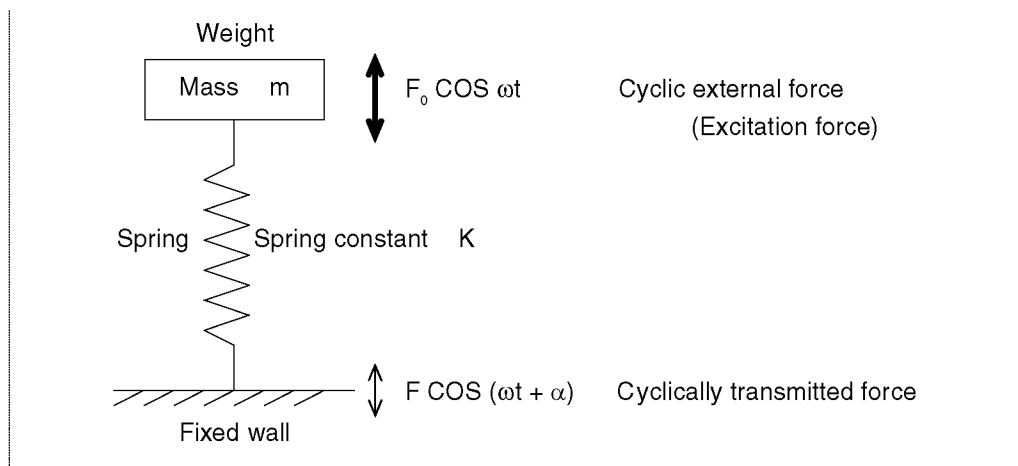 Weight
Mass m
F₀ COS ωt
Cyclic external force
(Excitation force)
Spring
Spring constant K
F COS (ωt + α)
Cyclically transmitted force
Fixed wall